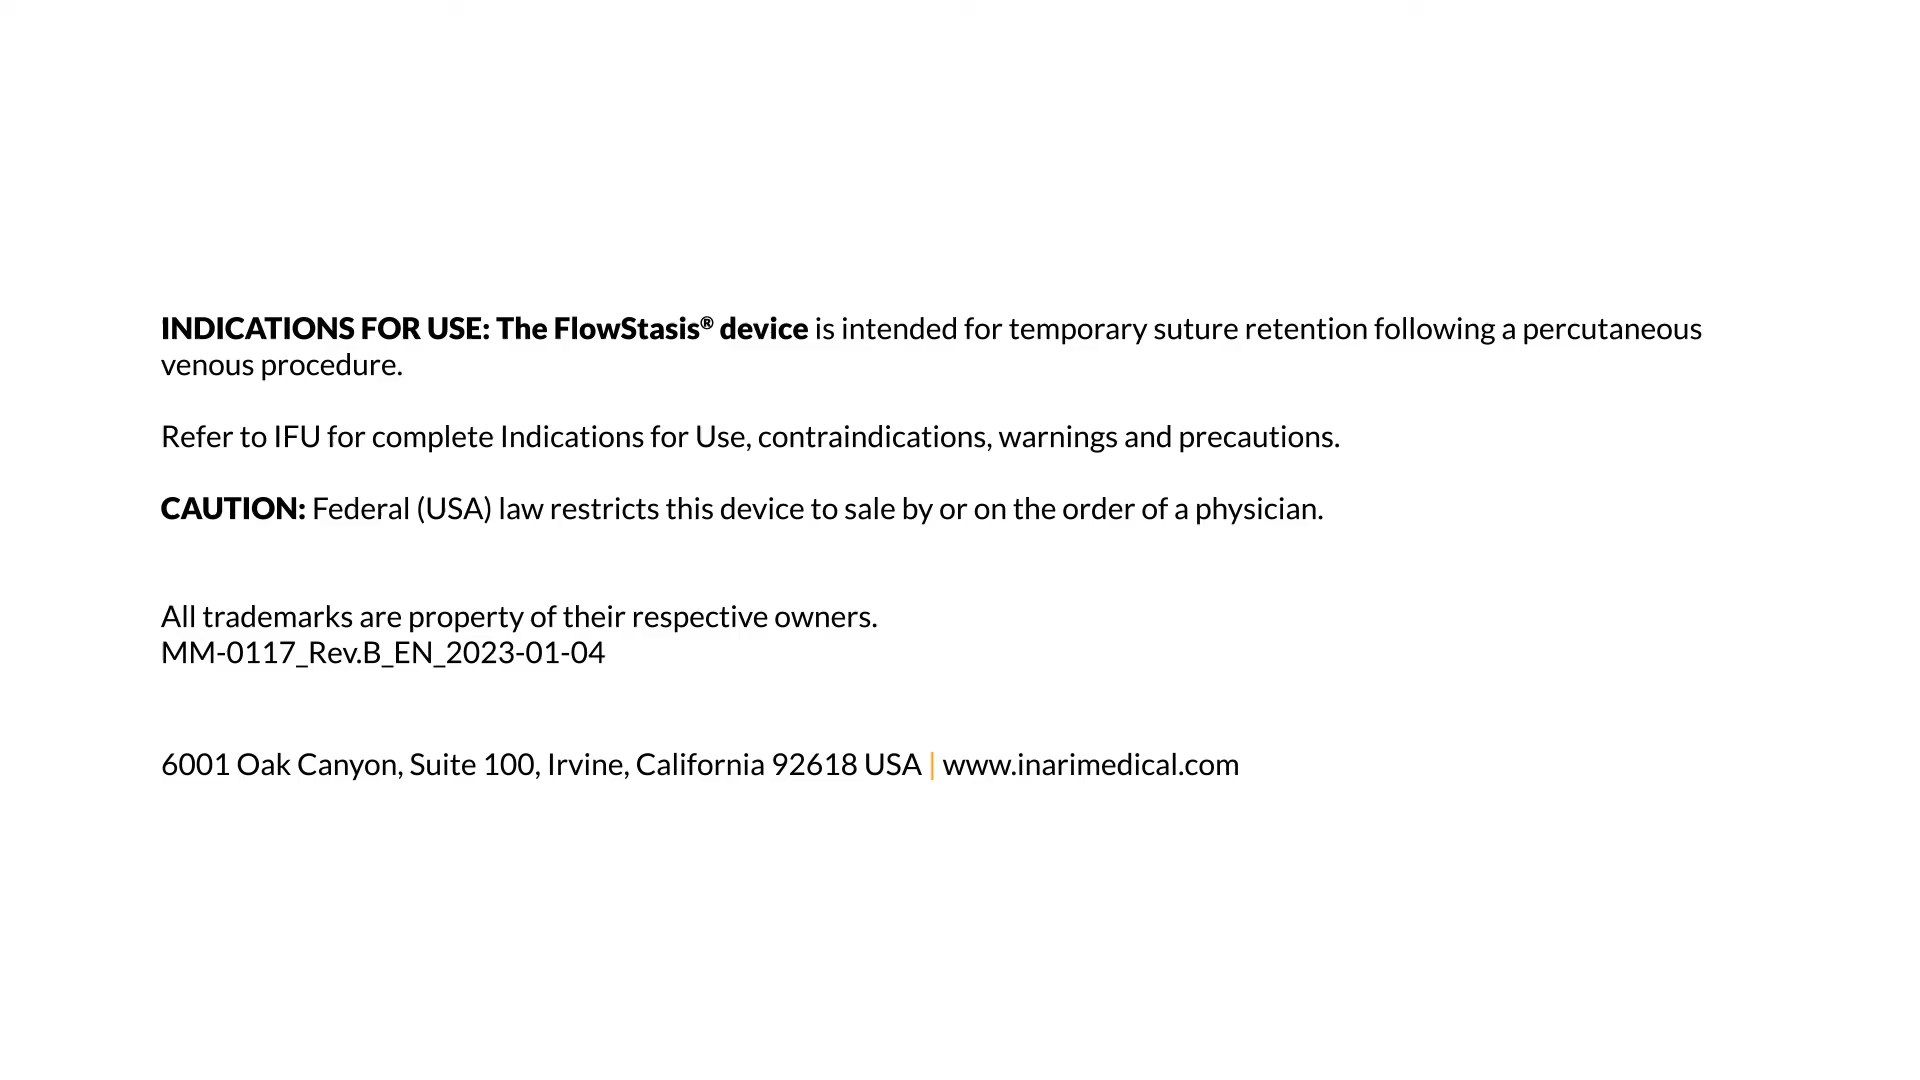 INDICATIONS FOR USE: The FlowStasis® device is intended for temporary suture retention following a percutaneous
venous procedure.
Refer to IFU for complete Indications for Use, contraindications, warnings and precautions.
CAUTION: Federal (USA) law restricts this device to sale by or on the order of a physician.
All trademarks are property of their respective owners.
MM-0117_Rev.B_EN_2023-01-04
6001 Oak Canyon, Suite 100, Irvine, California 92618 USA | www.inarimedical.com